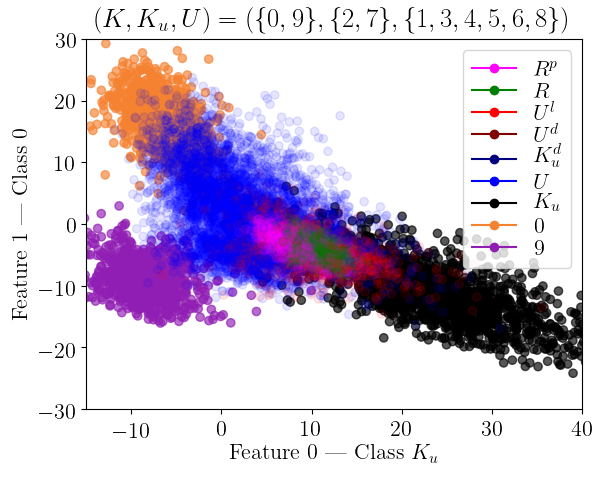 (K, K_u, U) = ({0, 9}, {2, 7}, {1, 3, 4, 5, 6, 8})
30
20
10
0
−10
−20
−30
Feature 1 — Class 0
−10
0
10
20
30
40
Feature 0 — Class K_u
R^p
R
U^l
U^d
K_u^d
U
K_u
0
9